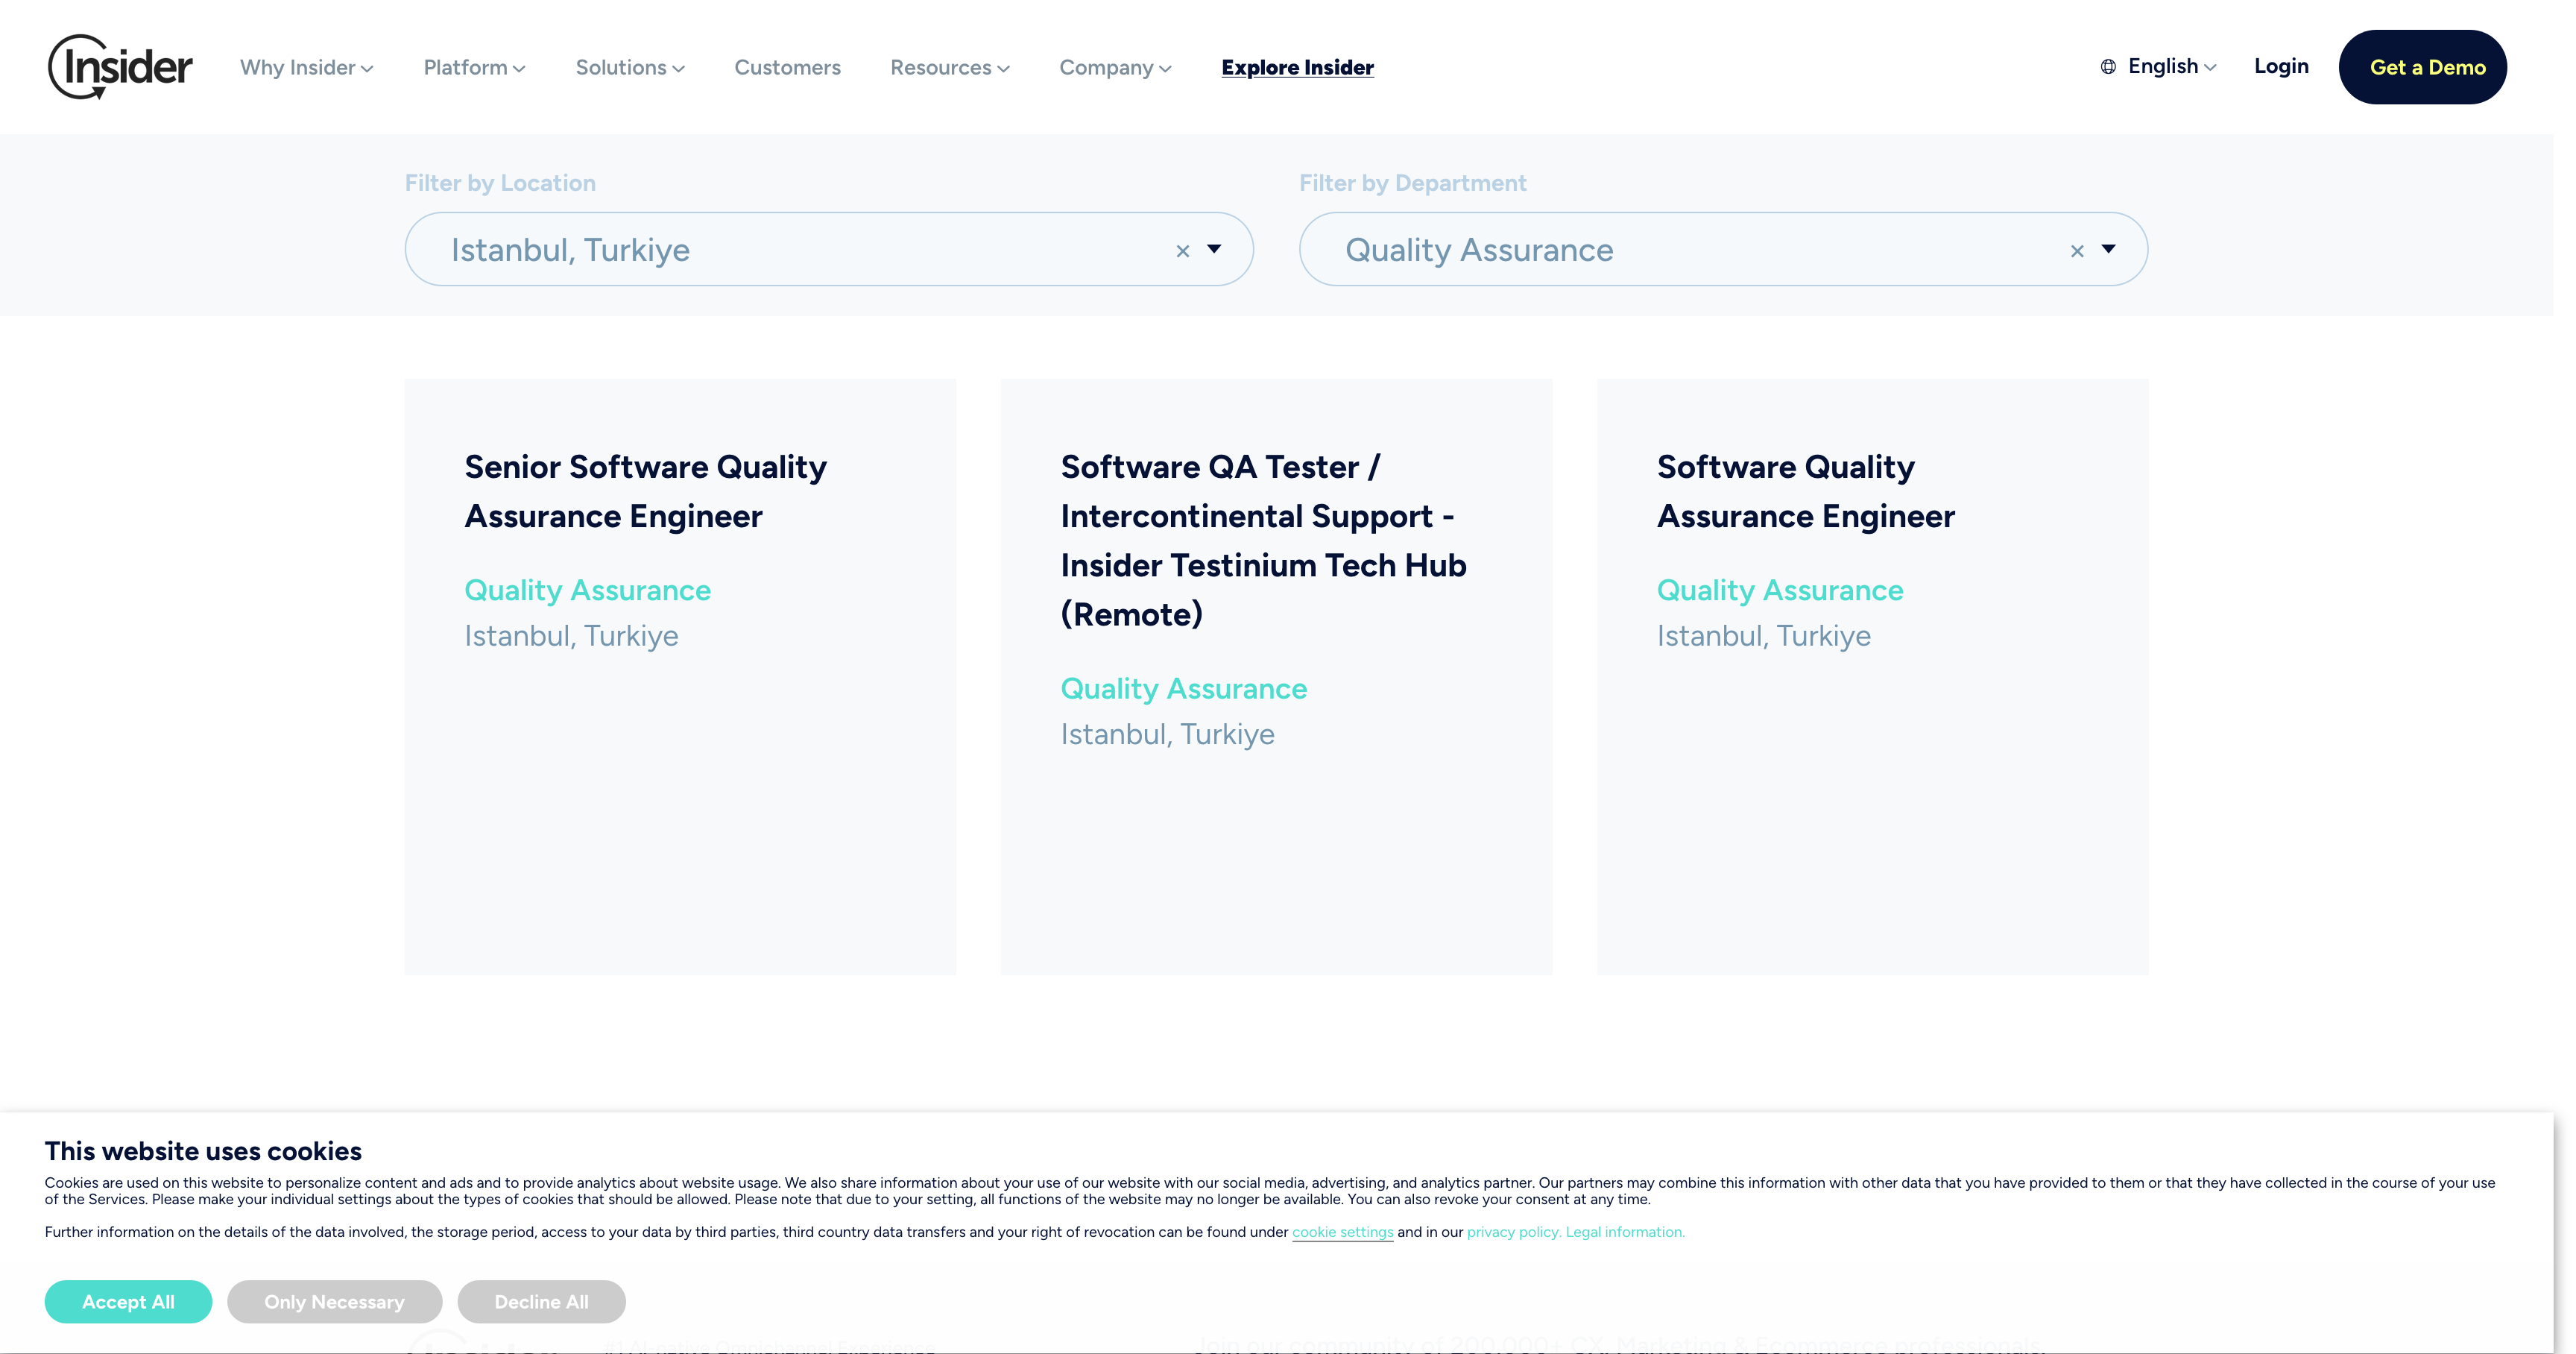 Insider
Why Insider
Platform
Solutions
Customers
Resources
Company
Explore Insider
English
Login
Get a Demo
Filter by Location
Filter by Department
Istanbul, Turkiye
×
Quality Assurance
×
Senior Software Quality
Assurance Engineer
Quality Assurance
Istanbul, Turkiye
Software QA Tester /
Intercontinental Support -
Insider Testinium Tech Hub
(Remote)
Quality Assurance
Istanbul, Turkiye
Software Quality
Assurance Engineer
Quality Assurance
Istanbul, Turkiye
This website uses cookies
Cookies are used on this website to personalize content and ads and to provide analytics about website usage. We also share information about your use of our website with our social media, advertising, and analytics partner. Our partners may combine this information with other data that you have provided to them or that they have collected in the course of your use
of the Services. Please make your individual settings about the types of cookies that should be allowed. Please note that due to your setting, all functions of the website may no longer be available. You can also revoke your consent at any time.
Further information on the details of the data involved, the storage period, access to your data by third parties, third country data transfers and your right of revocation can be found under cookie settings and in our privacy policy. Legal information.
Accept All
Only Necessary
Decline All
Join our community of 200,000+ CX, Marketing & Ecommerce professionals.